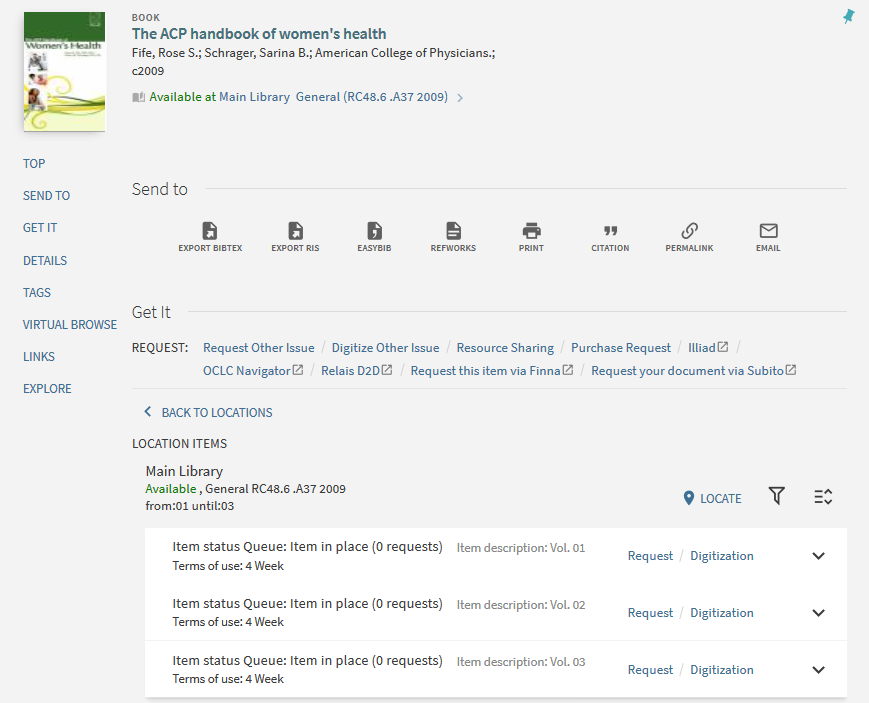 Women's Health
BOOK
The ACP handbook of women's health
Fife, Rose S.; Schrager, Sarina B.; American College of Physicians.;
c2009
Available at Main Library General (RC48.6 .A37 2009)
TOP
SEND TO
GET IT
DETAILS
TAGS
VIRTUAL BROWSE
LINKS
EXPLORE
Send to
EXPORT BIBTEX
EXPORT RIS
EASYBIB
REFWORKS
PRINT
CITATION
PERMALINK
EMAIL
Get It
REQUEST: Request Other Issue / Digitize Other Issue / Resource Sharing / Purchase Request / Illiad /
OCLC Navigator / Relais D2D / Request this item via Finna / Request your document via Subito
BACK TO LOCATIONS
LOCATION ITEMS
Main Library
Available , General RC48.6 .A37 2009
from:01 until:03
LOCATE
Item status Queue: Item in place (0 requests) Item description: Vol. 01
Terms of use: 4 Week
Request / Digitization
Item status Queue: Item in place (0 requests) Item description: Vol. 02
Terms of use: 4 Week
Request / Digitization
Item status Queue: Item in place (0 requests) Item description: Vol. 03
Terms of use: 4 Week
Request / Digitization